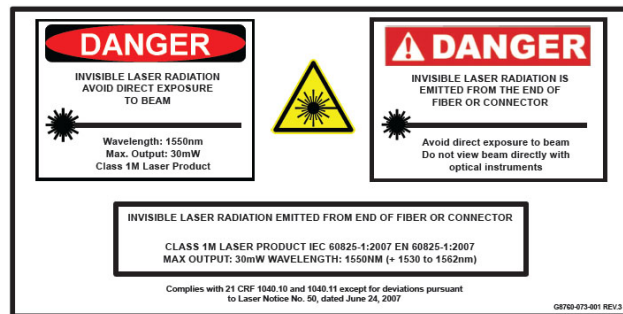 DANGER
INVISIBLE LASER RADIATION
AVOID DIRECT EXPOSURE
TO BEAM
Wavelength: 1550nm
Max. Output: 30mW
Class 1M Laser Product
DANGER
INVISIBLE LASER RADIATION IS
EMITTED FROM THE END OF
FIBER OR CONNECTOR
Avoid direct exposure to beam
Do not view beam directly with
optical instruments
INVISIBLE LASER RADIATION EMITTED FROM END OF FIBER OR CONNECTOR
CLASS 1M LASER PRODUCT IEC 60825-1:2007 EN 60825-1:2007
MAX OUTPUT: 30mW WAVELENGTH: 1550NM (+ 1530 to 1562nm)
Complies with 21 CRF 1040.10 and 1040.11 except for deviations pursuant
to Laser Notice No. 50, dated June 24, 2007
G8760-073-001 REV.3